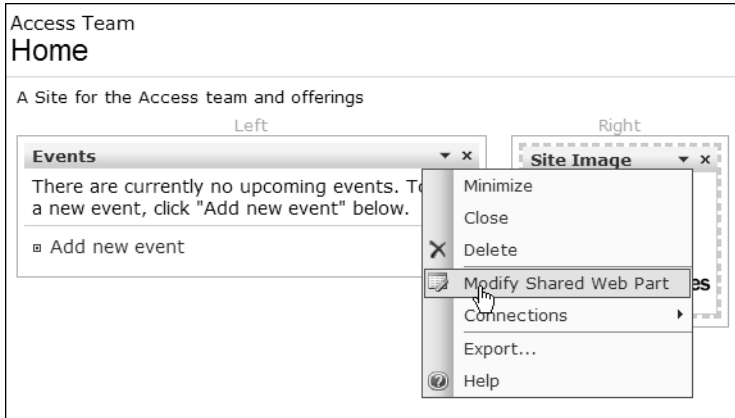 Access Team
Home
A Site for the Access team and offerings
Left
Right
Events
Site Image
There are currently no upcoming events.
a new event, click "Add new event" below.
Add new event
Minimize
Close
Delete
Modify Shared Web Part
Connections
Export...
Help